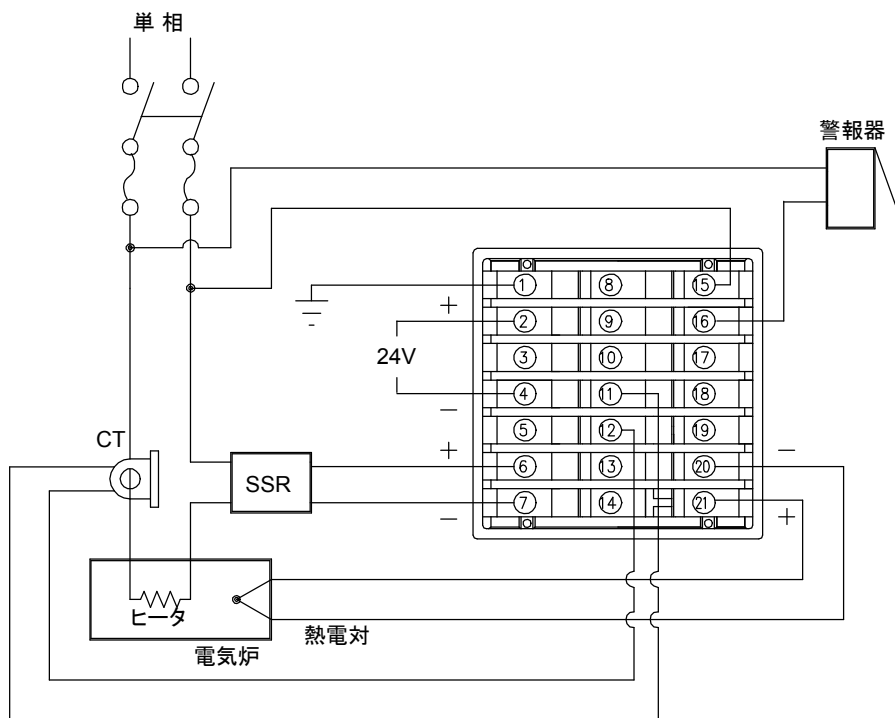 単 相
警報器
① ⑧ ⑮
+
② ⑨ ⑯
24V
③ ⑩ ⑰
④ ⑪ ⑱
−
⑤ ⑫ ⑲
CT
+
−
SSR
⑥ ⑬ ⑳
⑦ ⑭ ㉑
−
+
ヒータ
熱電対
電気炉